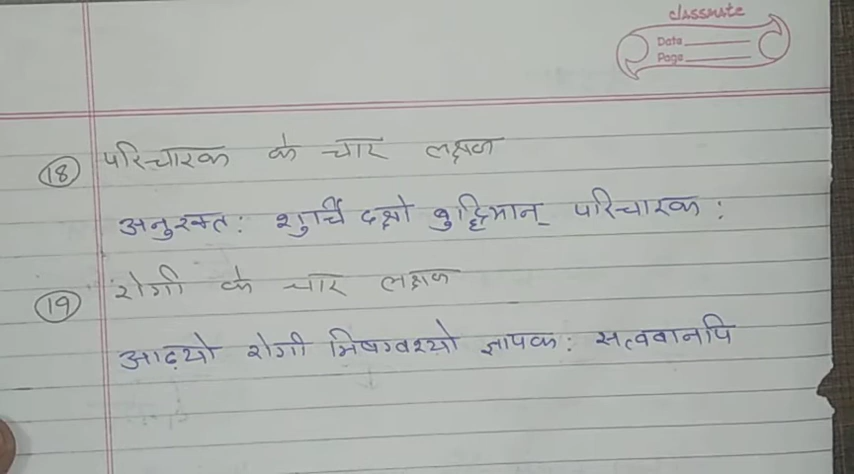 classmate
Date
Page
18 परिचारक के चार लक्षण
अनुरक्त: शुर्चि दक्षो बुद्धिमान् परिचारक:
19 रोगी के चार लक्षण
आढ्यो रोगी भिषग्वश्यो ज्ञापक: सत्ववानपि